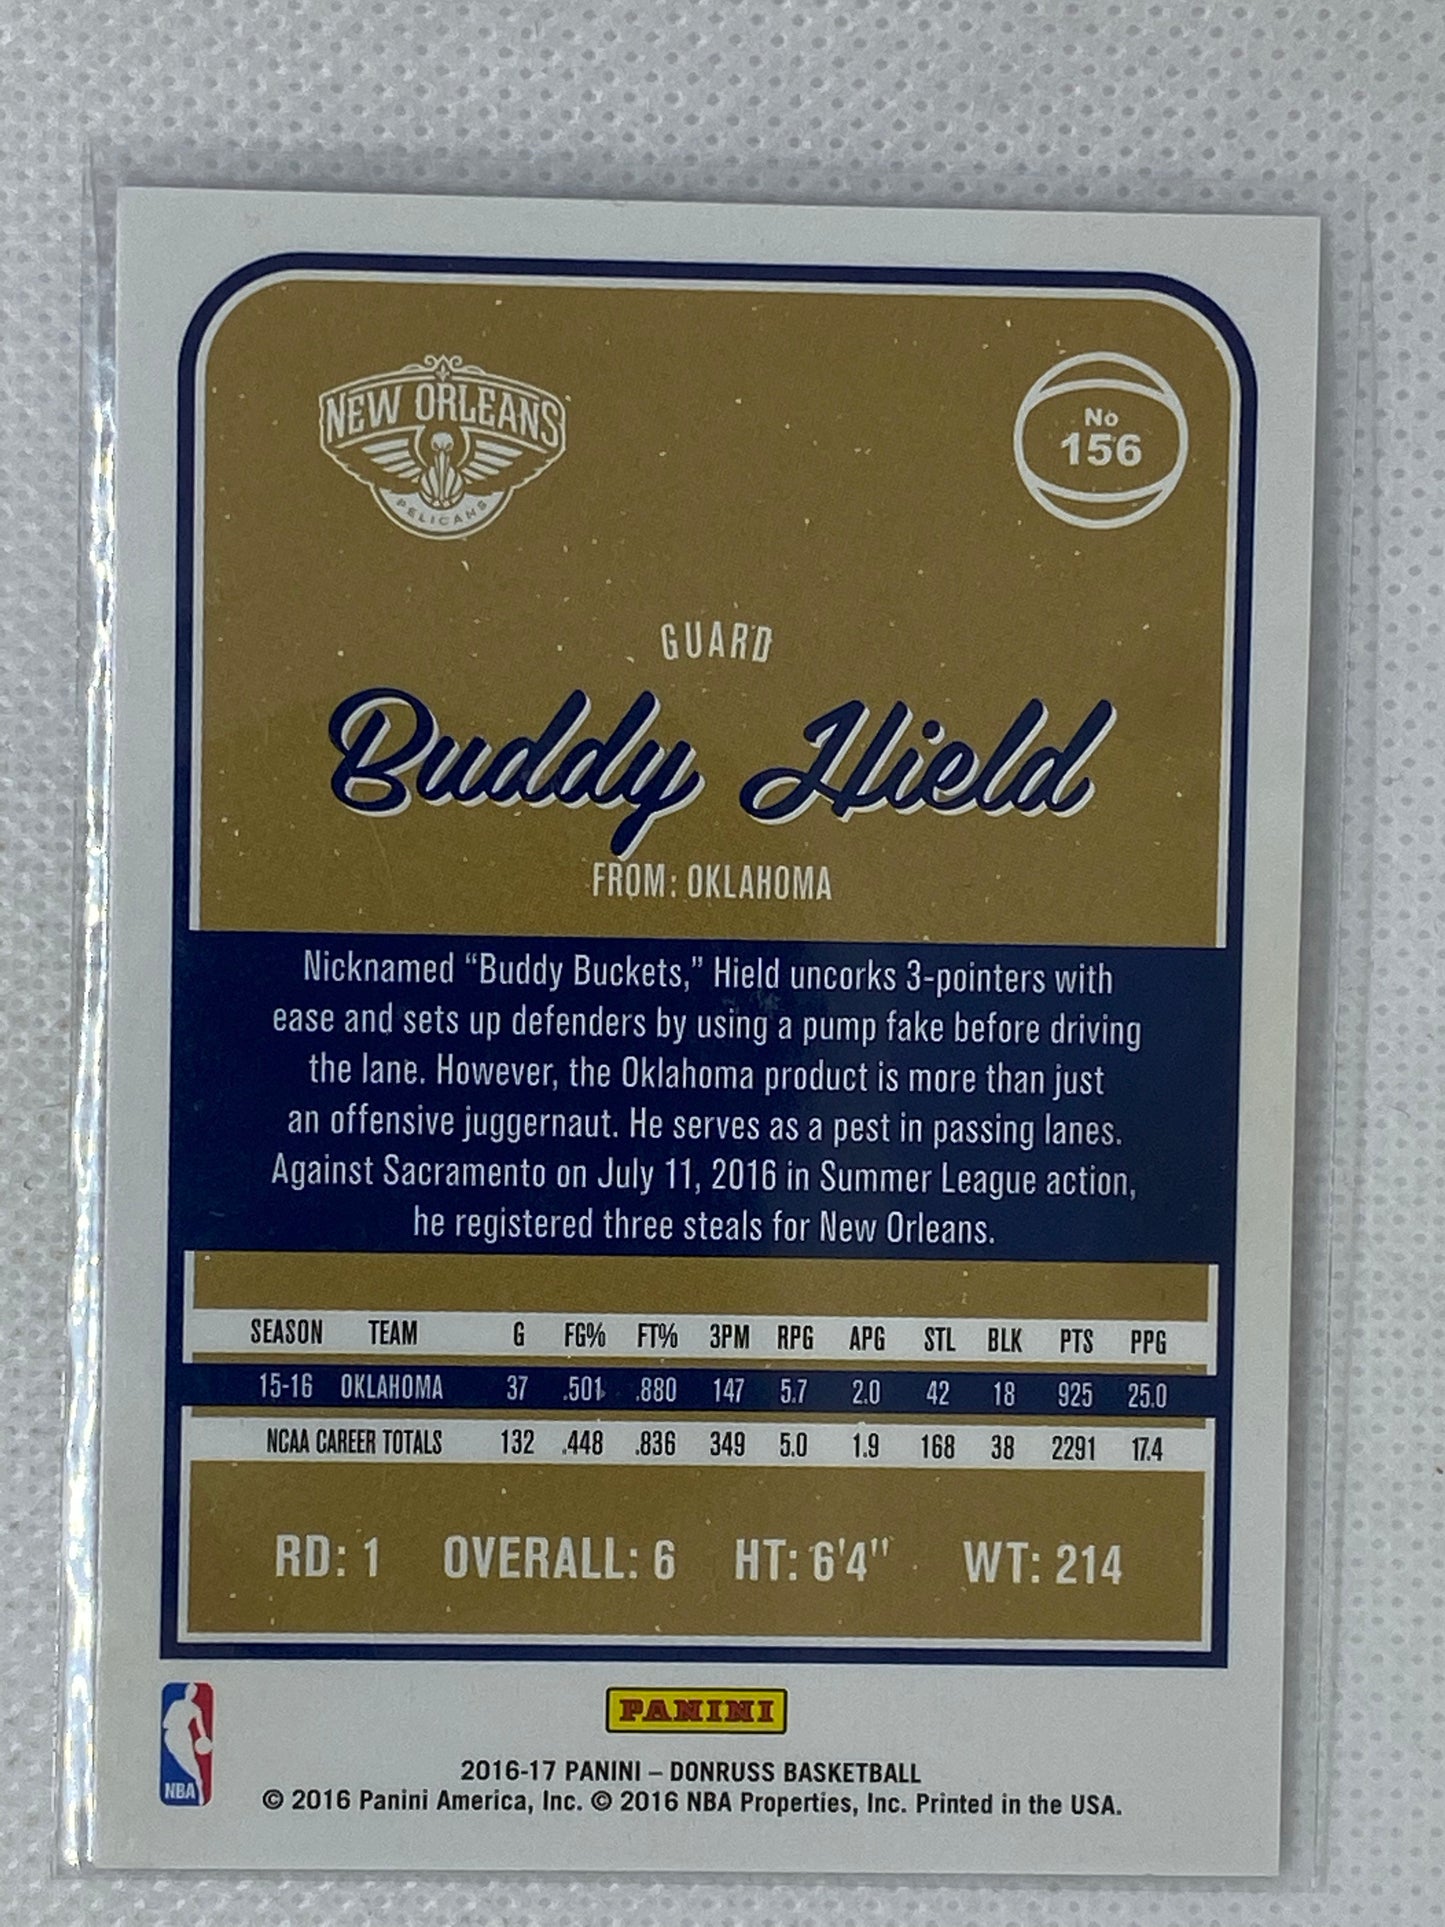 NEW ORLEANS
PELICANS
No
156
GUARD
Buddy Hield
FROM: OKLAHOMA
Nicknamed “Buddy Buckets,” Hield uncorks 3-pointers with
ease and sets up defenders by using a pump fake before driving
the lane. However, the Oklahoma product is more than just
an offensive juggernaut. He serves as a pest in passing lanes.
Against Sacramento on July 11, 2016 in Summer League action,
he registered three steals for New Orleans.
SEASON TEAM G FG% FT% 3PM RPG APG STL BLK PTS PPG
15-16 OKLAHOMA 37 .501 .880 147 5.7 2.0 42 18 925 25.0
NCAA CAREER TOTALS 132 .448 .836 349 5.0 1.9 168 38 2291 17.4
RD: 1 OVERALL: 6 HT: 6'4" WT: 214
NBA
PANINI
2016-17 PANINI – DONRUSS BASKETBALL
© 2016 Panini America, Inc. © 2016 NBA Properties, Inc. Printed in the USA.